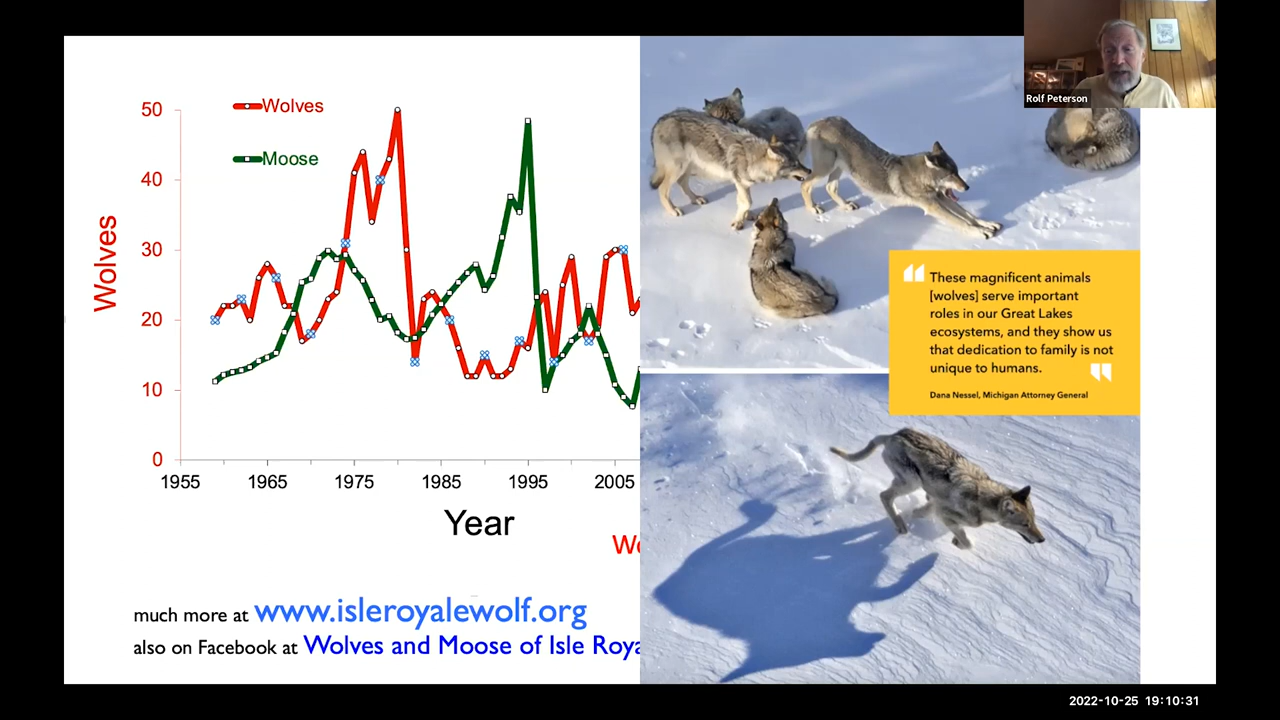 Rolf Peterson
Wolves
Moose
50
40
30
20
10
0
Wolves
1955
1965
1975
1985
1995
2005
Year
“
These magnificent animals
[wolves] serve important
roles in our Great Lakes
ecosystems, and they show us
that dedication to family is not
unique to humans.
”
Dana Nessel, Michigan Attorney General
much more at www.isleroyalewolf.org
also on Facebook at Wolves and Moose of Isle Roya
2022-10-25 19:10:31